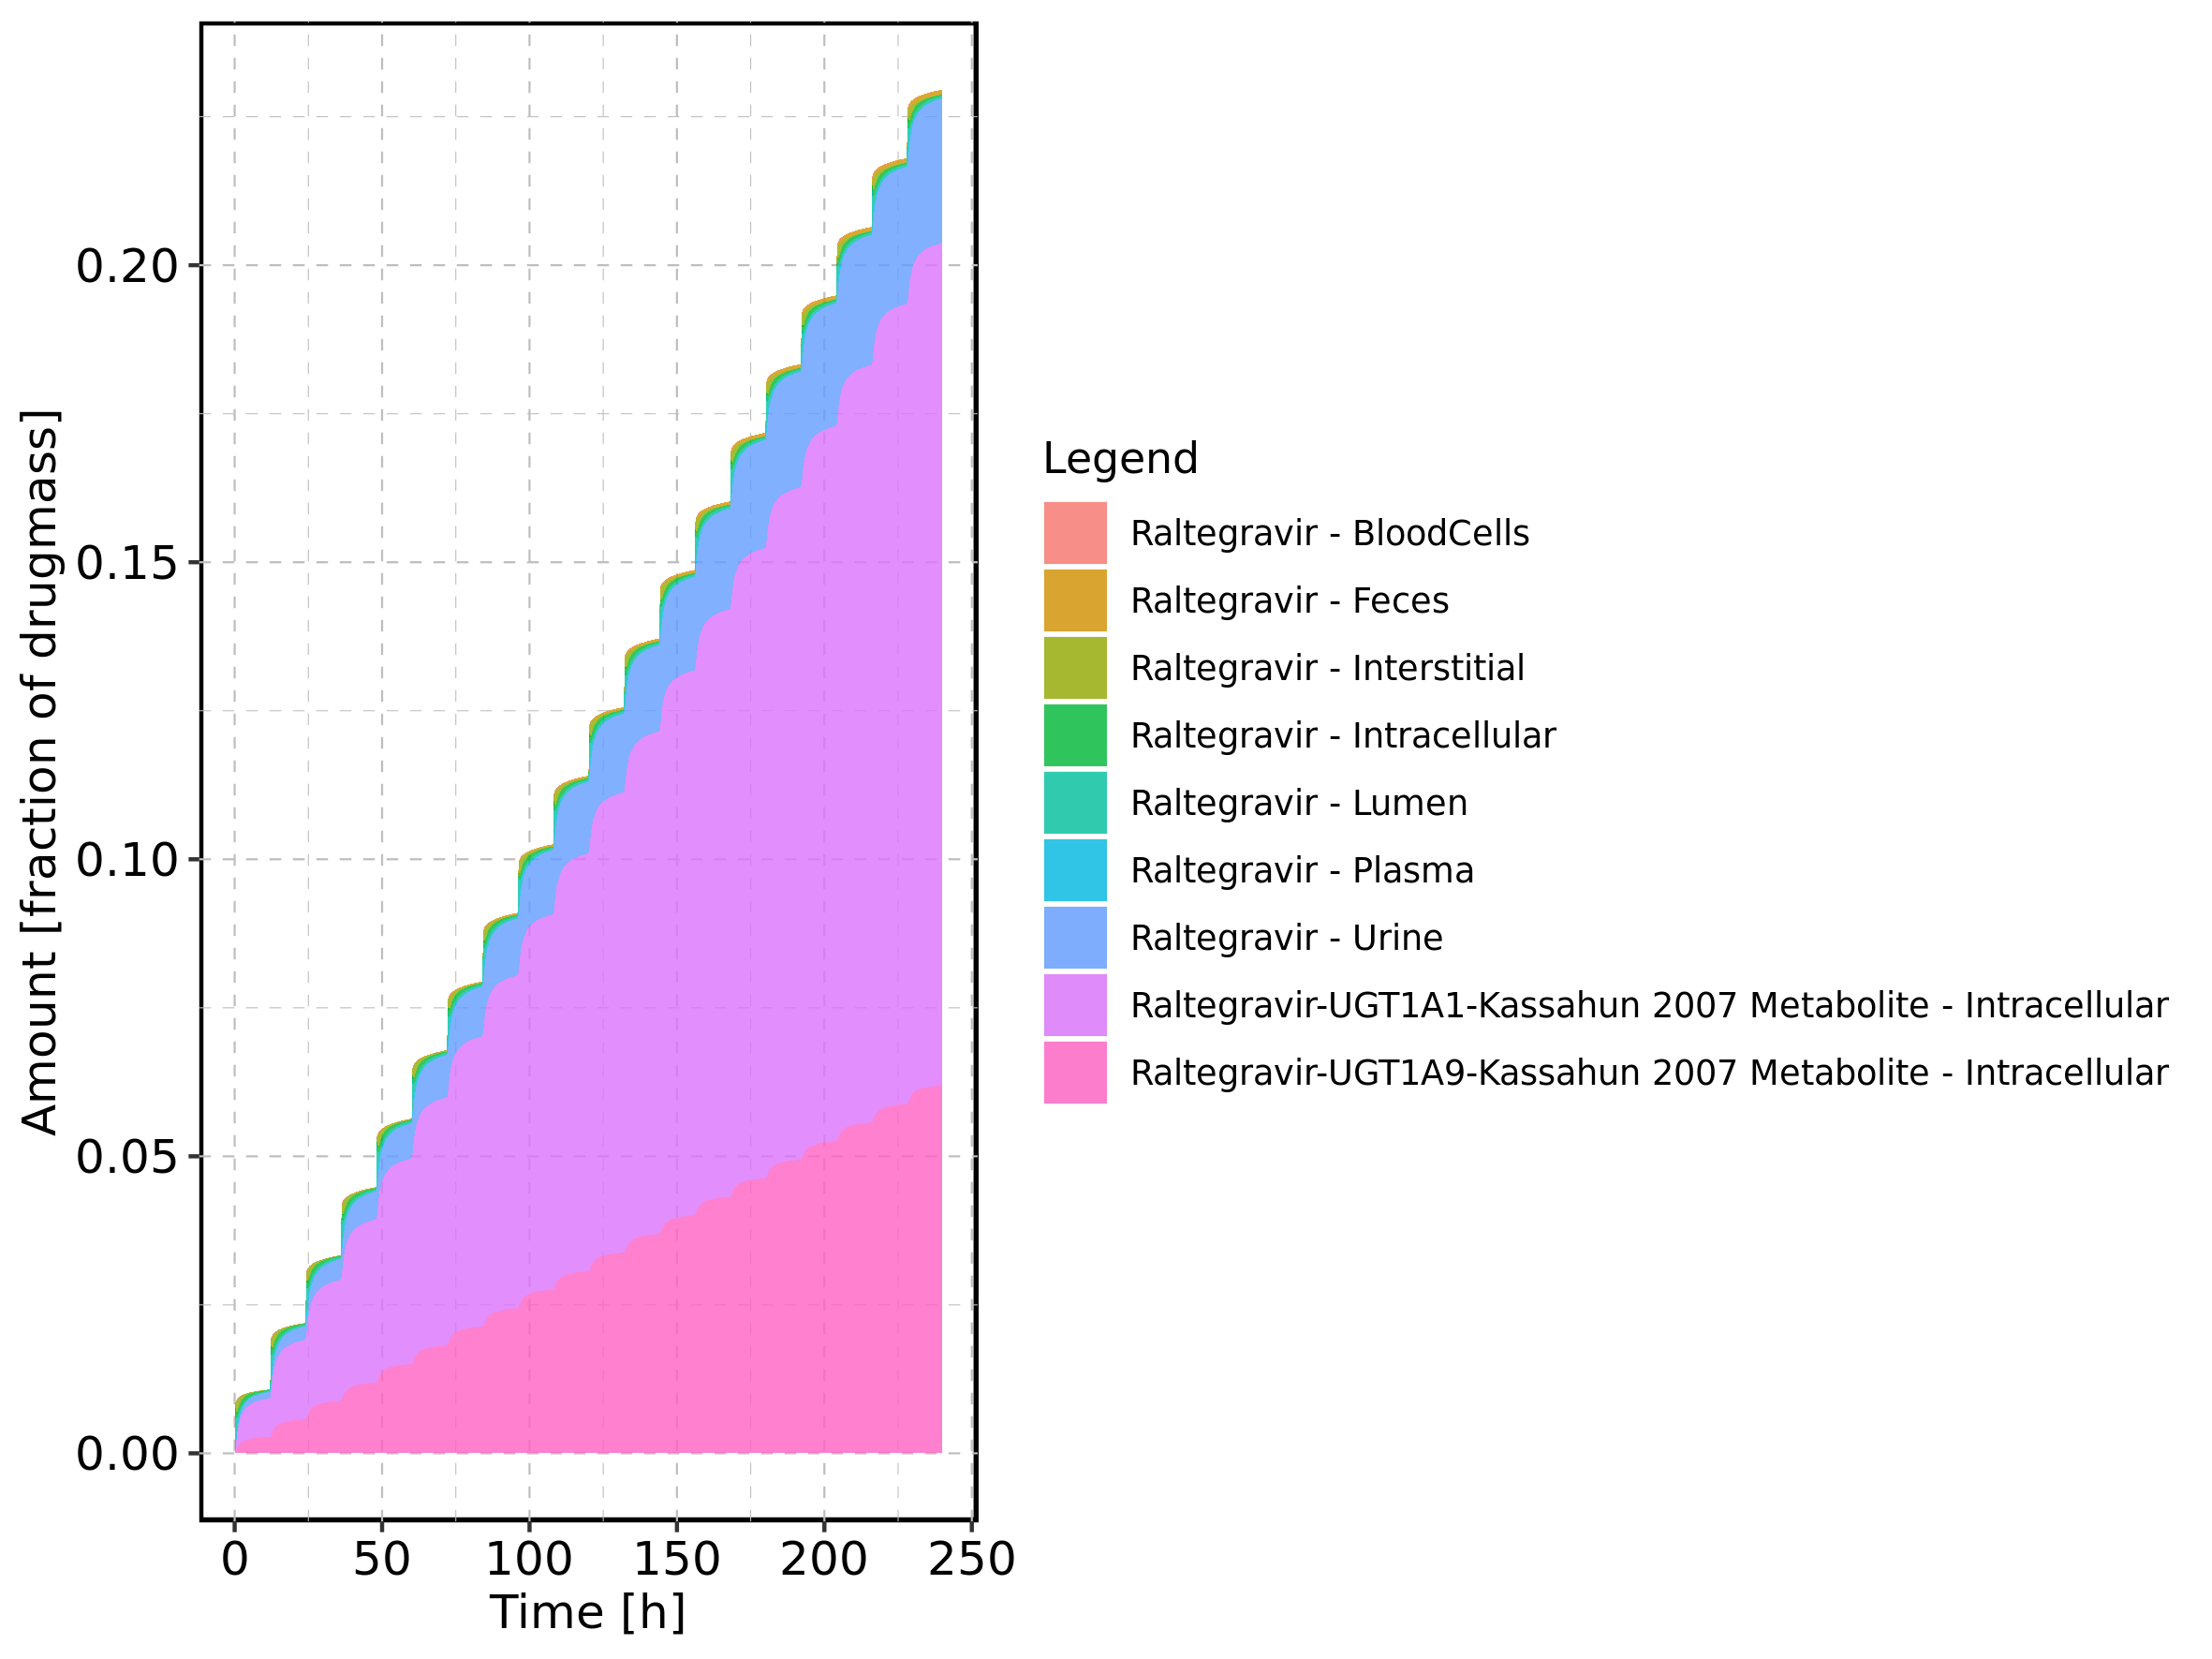 Amount [fraction of drugmass]
0.20
0.15
0.10
0.05
0.00
0 50 100 150 200 250
Time [h]
Legend
Raltegravir - BloodCells
Raltegravir - Feces
Raltegravir - Interstitial
Raltegravir - Intracellular
Raltegravir - Lumen
Raltegravir - Plasma
Raltegravir - Urine
Raltegravir-UGT1A1-Kassahun 2007 Metabolite - Intracellular
Raltegravir-UGT1A9-Kassahun 2007 Metabolite - Intracellular